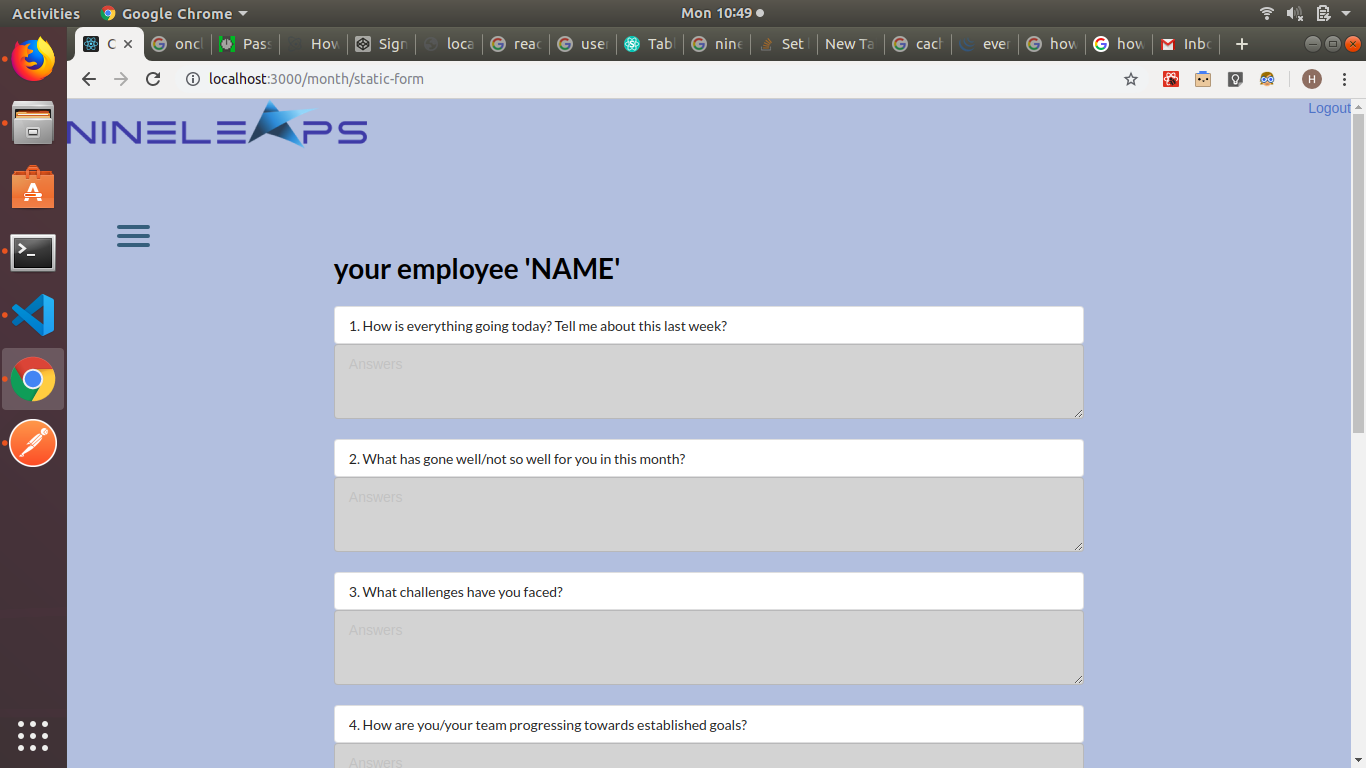 Activities Google Chrome Mon 10:49
C oncl Pass How Sign loca reac user Tab nine Set New Ta cach ever how how Inbo
localhost:3000/month/static-form H
NINELEAPS Logout
your employee 'NAME'
1. How is everything going today? Tell me about this last week?
Answers
2. What has gone well/not so well for you in this month?
Answers
3. What challenges have you faced?
Answers
4. How are you/your team progressing towards established goals?
Answers